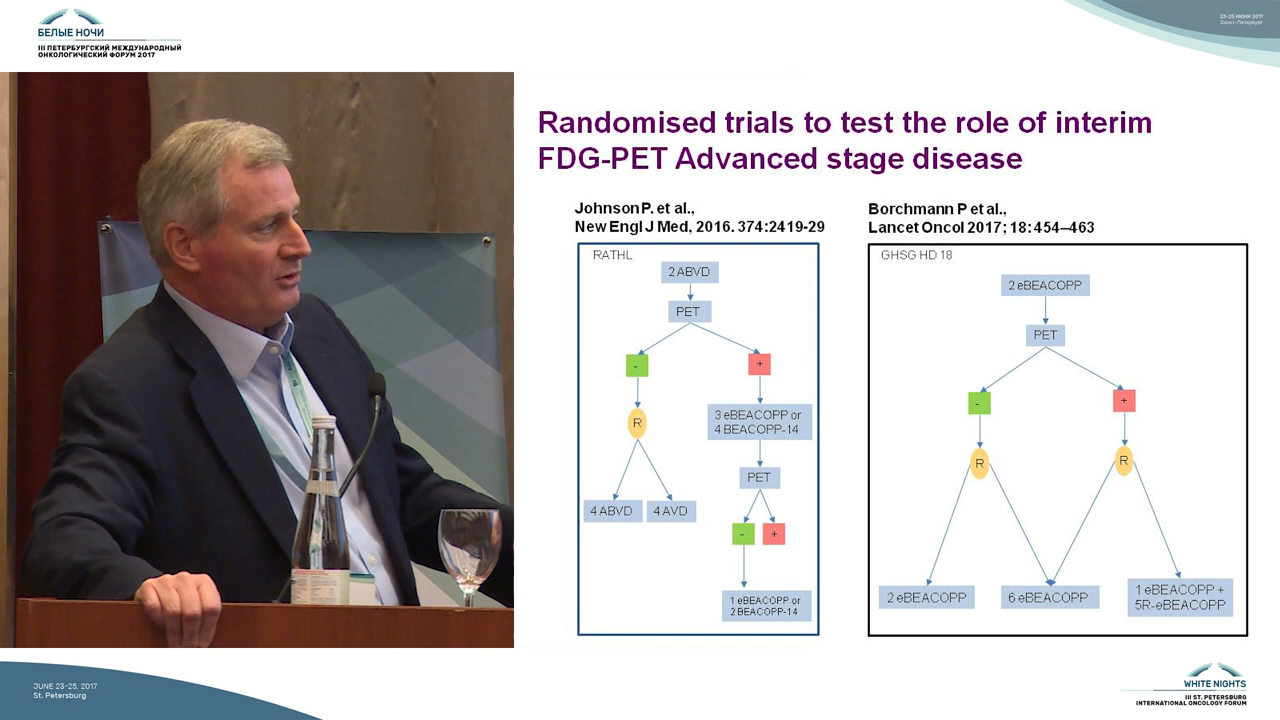 БЕЛЫЕ НОЧИ
III ПЕТЕРБУРГСКИЙ МЕЖДУНАРОДНЫЙ
ОНКОЛОГИЧЕСКИЙ ФОРУМ 2017
23-25 ИЮНЯ 2017
Санкт-Петербург
Randomised trials to test the role of interim
FDG-PET Advanced stage disease
Johnson P. et al.,
New Engl J Med, 2016. 374:2419-29
RATHL
2 ABVD
PET
-
+
R
3 eBEACOPP or
4 BEACOPP-14
PET
4 ABVD
4 AVD
-
+
1 eBEACOPP or
2 BEACOPP-14
Borchmann P et al.,
Lancet Oncol 2017; 18: 454–463
GHSG HD 18
2 eBEACOPP
PET
-
+
R
R
2 eBEACOPP
6 eBEACOPP
1 eBEACOPP +
5R-eBEACOPP
JUNE 23-25, 2017
St. Petersburg
WHITE NIGHTS
III ST. PETERSBURG
INTERNATIONAL ONCOLOGY FORUM